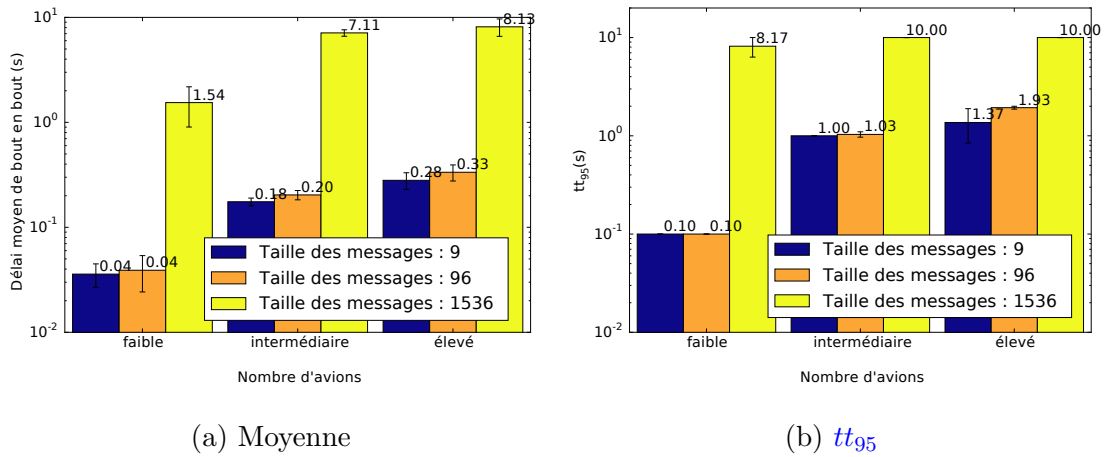 10¹
10⁰
10⁻¹
10⁻²
Délai moyen de bout en bout (s)
0.04
0.04
1.54
0.18
0.20
7.11
0.28
0.33
8.13
Taille des messages : 9
Taille des messages : 96
Taille des messages : 1536
faible
intermédiaire
élevé
Nombre d'avions
(a) Moyenne
10²
10¹
10⁰
10⁻¹
10⁻²
tt₉₅(s)
0.10
0.10
8.17
1.00
1.03
10.00
1.37
1.93
10.00
Taille des messages : 9
Taille des messages : 96
Taille des messages : 1536
faible
intermédiaire
élevé
Nombre d'avions
(b) tt₉₅